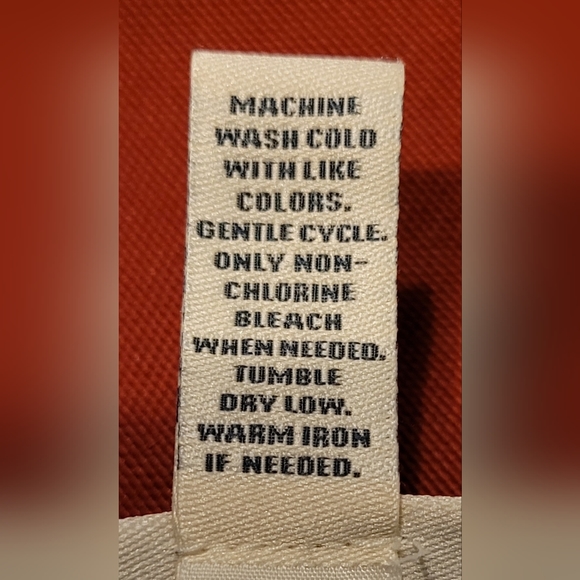 MACHINE
WASH COLD
WITH LIKE
COLORS.
GENTLE CYCLE.
ONLY NON-
CHLORINE
BLEACH
WHEN NEEDED.
TUMBLE
DRY LOW.
WARM IRON
IF NEEDED.